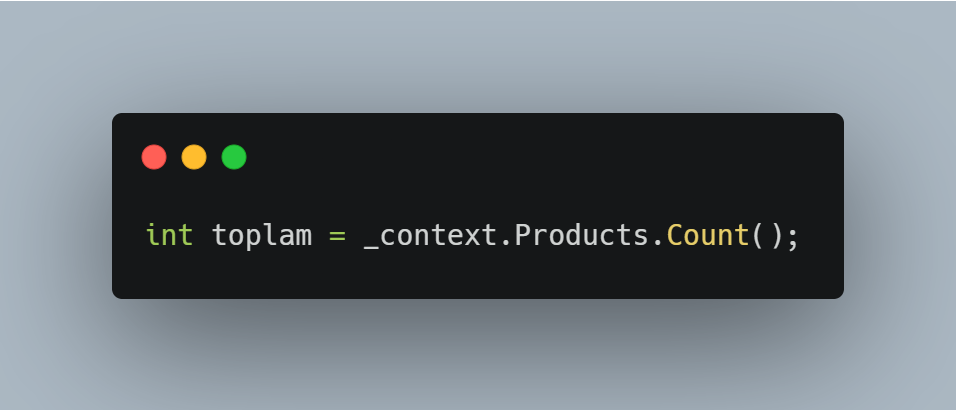 int toplam = _context.Products.Count();